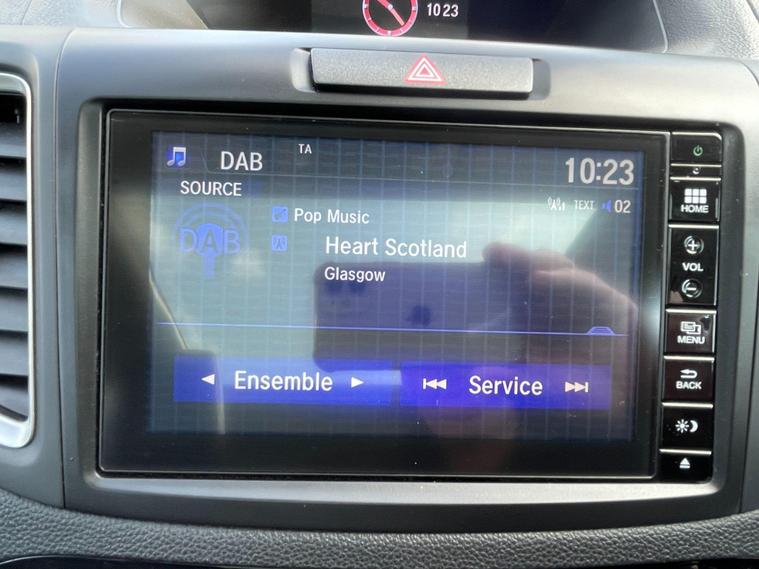 10 23
DAB
TA
10:23
SOURCE
TEXT 02
Pop Music
DAB
Heart Scotland
Glasgow
Ensemble
Service
HOME
VOL
MENU
BACK